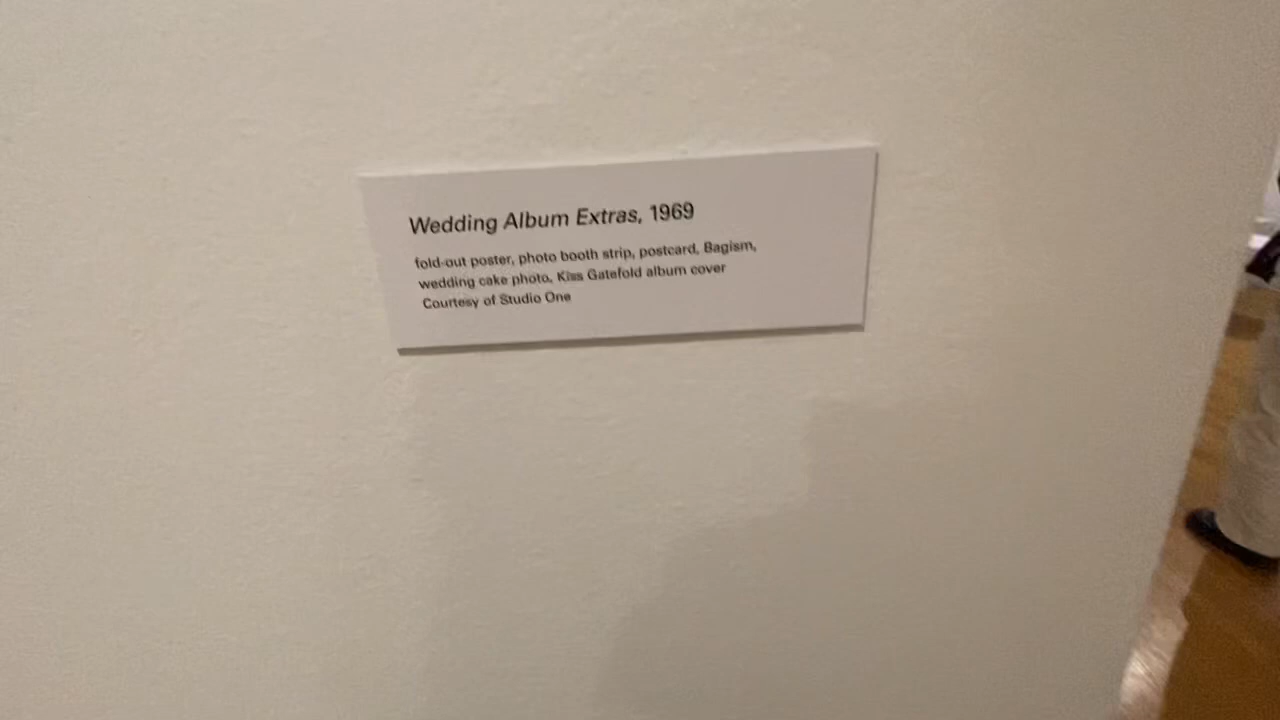 Wedding Album Extras, 1969
fold-out poster, photo booth strip, postcard, Bagism,
wedding cake photo, Kiss Gatefold album cover
Courtesy of Studio One